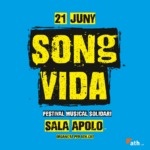 21 JUNY
SONG
VIDA
FESTIVAL MUSICAL SOLIDARI
SALA APOLO